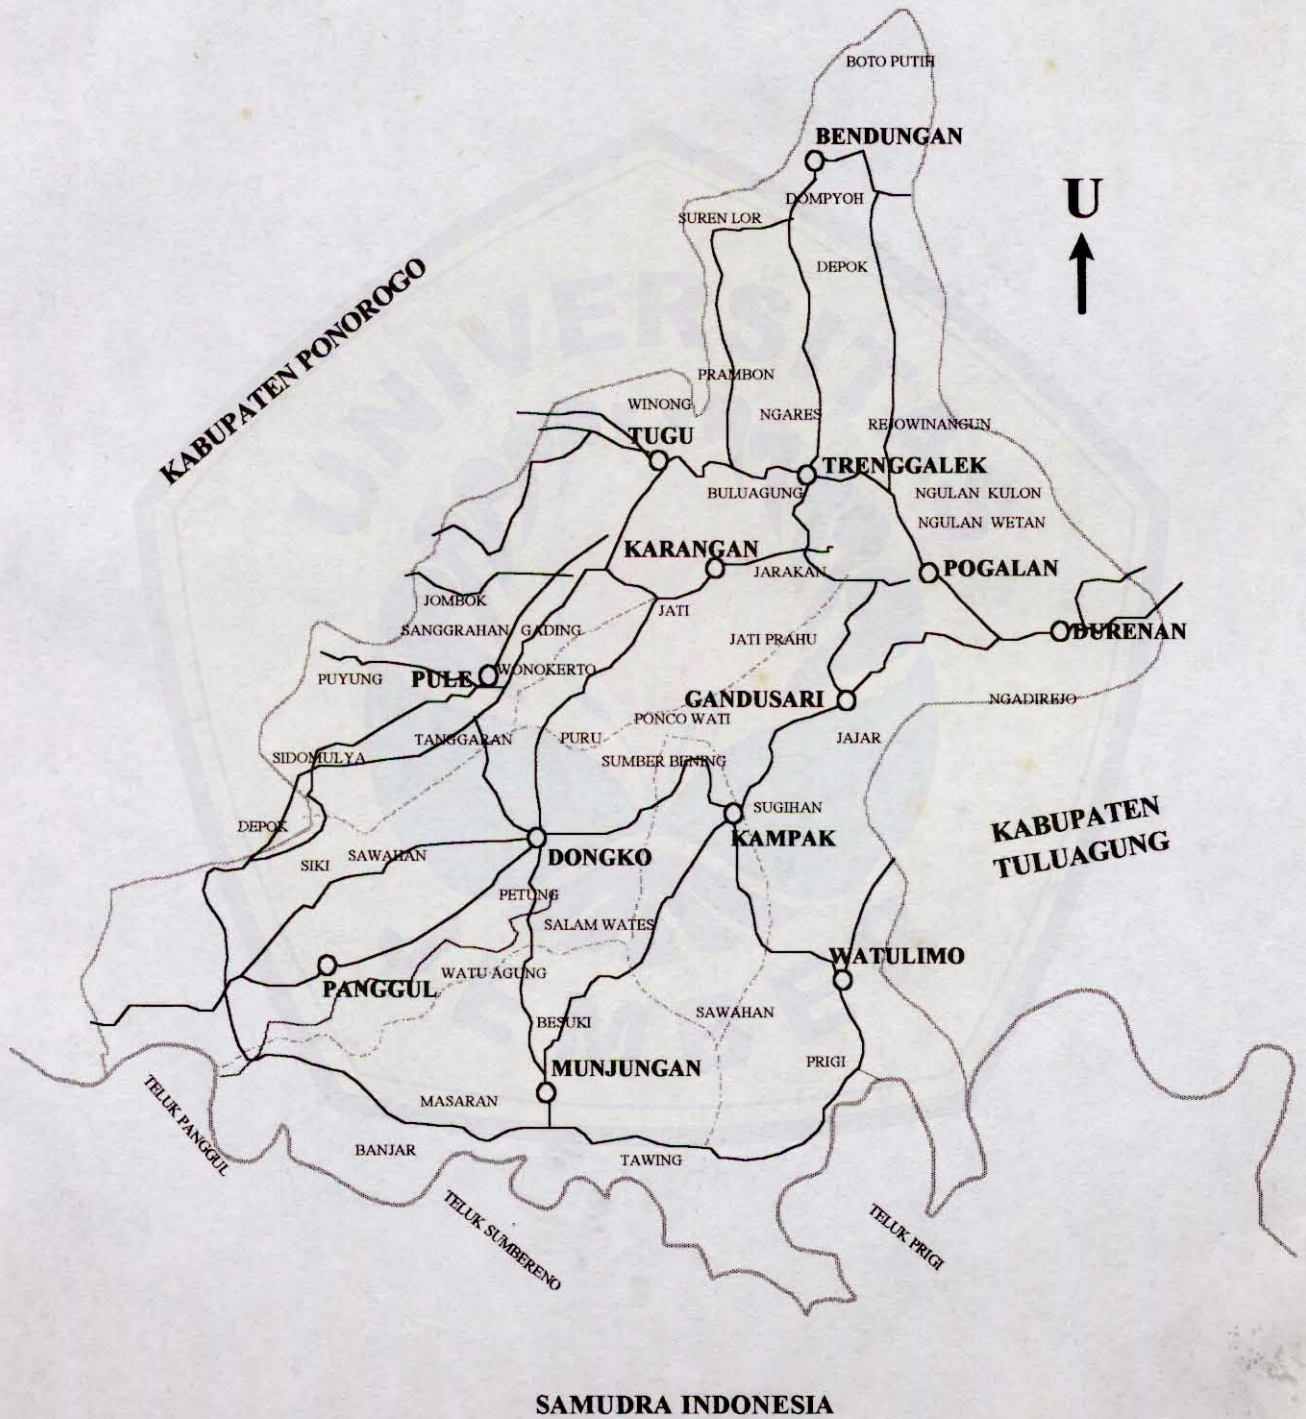 BOTO PUTIH
BENDUNGAN
U
DOMPYOH
SUREN LOR
DEPOK
KABUPATEN PONOROGO
PRAMBON
WINONG
NGARES
REJOWINANGUN
TUGU
TRENGGALEK
BULUAGUNG
NGULAN KULON
NGULAN WETAN
KARANGAN
JARAKAN
POGALAN
JOMBOK
JATI
SANGGRAHAN
GADING
JATI PRAHU
DURENAN
PUYUNG
PULE
WONOKERTO
GANDUSARI
NGADIREJO
PONCO WATI
TANGGARAN
PURU
JAJAR
SIDOMULYA
SUMBER BENING
SUGIHAN
DEPOK
KAMPAK
KABUPATEN
TULUAGUNG
SIKI
SAWAHAN
DONGKO
PETUNG
SALAM WATES
WATULIMO
WATU AGUNG
PANGGUL
BESUKI
SAWAHAN
MUNJUNGAN
PRIGI
MASARAN
TELUK PANGGUL
BANJAR
TAWING
TELUK SUMBERENO
TELUK PRIGI
SAMUDRA INDONESIA
UNIVERSIT